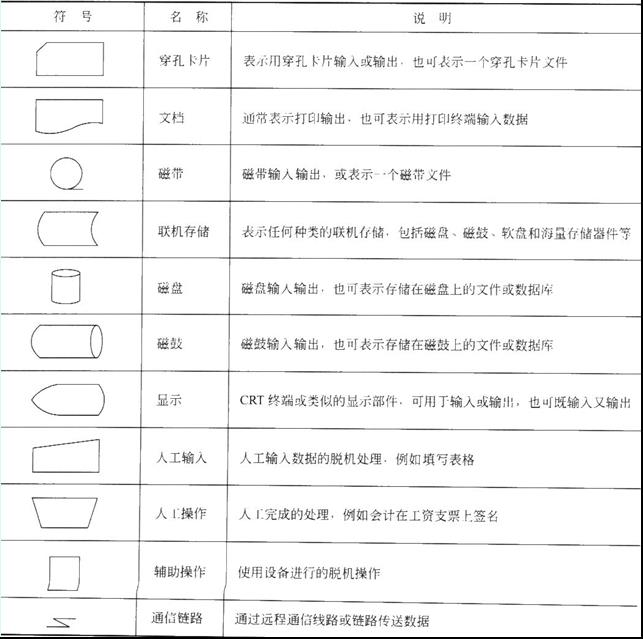 符 号 名 称 说 明
穿孔卡片 表示用穿孔卡片输入或输出，也可表示一个穿孔卡片文件
文档 通常表示打印输出，也可表示用打印终端输入数据
磁带 磁带输入输出，或表示一个磁带文件
联机存储 表示任何种类的联机存储，包括磁盘、磁鼓、软盘和海量存储器件等
磁盘 磁盘输入输出，也可表示存储在磁盘上的文件或数据库
磁鼓 磁鼓输入输出，也可表示存储在磁鼓上的文件或数据库
显示 CRT 终端或类似的显示部件，可用于输入或输出，也可既输入又输出
人工输入 人工输入数据的脱机处理，例如填写表格
人工操作 人工完成的处理，例如会计在工资支票上签名
辅助操作 使用设备进行的脱机操作
通信链路 通过远程通信线路或链路传送数据